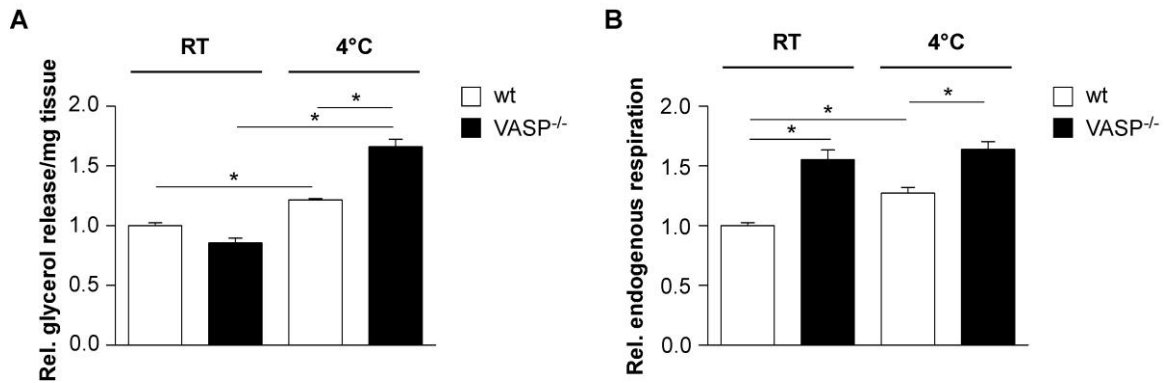 A
RT 4°C
Rel. glycerol release/mg tissue
2.0
1.5
1.0
0.5
0.0
*
*
*
wt
VASP-/-
B
RT 4°C
Rel. endogenous respiration
2.0
1.5
1.0
0.5
0.0
*
*
*
wt
VASP-/-